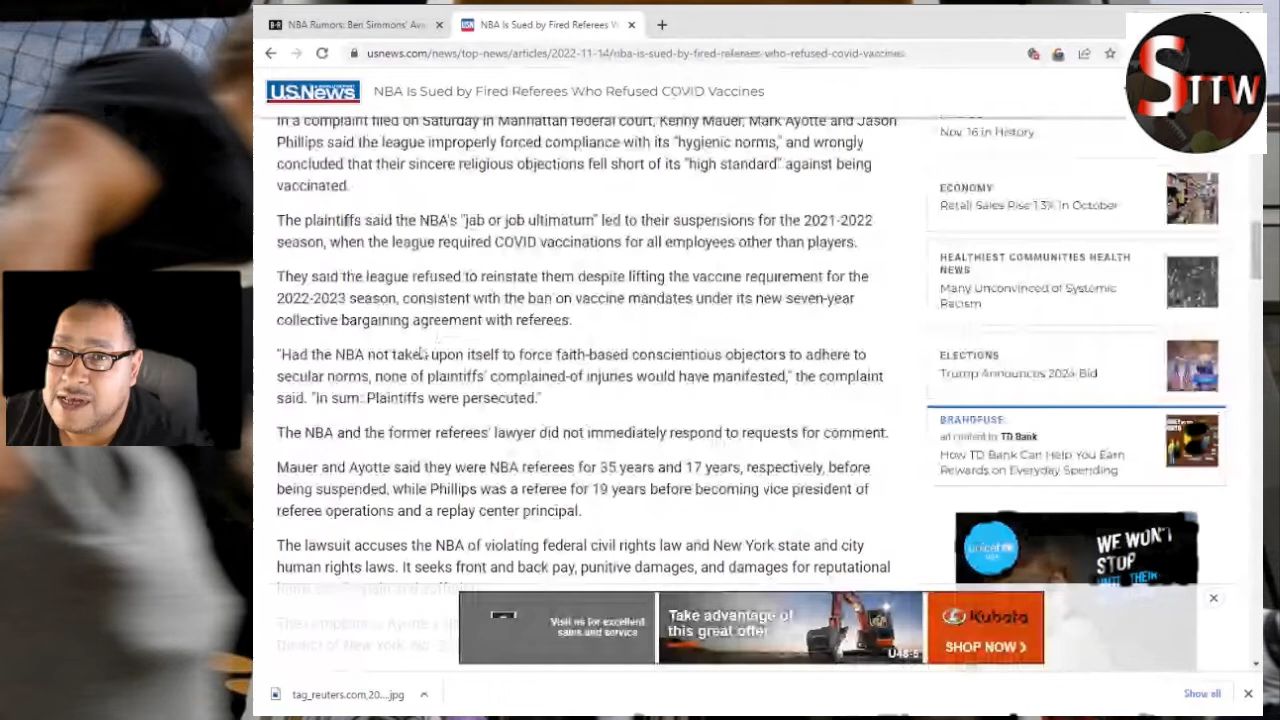 NBA Rumors: Ben Simmons' Aw
NBA Is Sued by Fired Referees W
usnews.com/news/top-news/articles/2022-11-14/nba-is-sued-by-fired-referees-who-refused-covid-vaccines
STTW
U.S.News
NBA Is Sued by Fired Referees Who Refused COVID Vaccines
In a complaint filed on Saturday in Manhattan federal court, Kenny Mauer, Mark Ayotte and Jason
Phillips said the league improperly forced compliance with its "hygienic norms," and wrongly
concluded that their sincere religious objections fell short of its "high standard" against being
vaccinated.
The plaintiffs said the NBA's "jab or job ultimatum" led to their suspensions for the 2021-2022
season, when the league required COVID vaccinations for all employees other than players.
They said the league refused to reinstate them despite lifting the vaccine requirement for the
2022-2023 season, consistent with the ban on vaccine mandates under its new seven-year
collective bargaining agreement with referees.
"Had the NBA not taken upon itself to force faith-based conscientious objectors to adhere to
secular norms, none of plaintiffs' complained-of injuries would have manifested," the complaint
said. "In sum: Plaintiffs were persecuted."
The NBA and the former referees' lawyer did not immediately respond to requests for comment.
Mauer and Ayotte said they were NBA referees for 35 years and 17 years, respectively, before
being suspended, while Phillips was a referee for 19 years before becoming vice president of
referee operations and a replay center principal.
The lawsuit accuses the NBA of violating federal civil rights law and New York state and city
human rights laws. It seeks front and back pay, punitive damages, and damages for reputational
District of New York, No.
Nov. 16 in History
ECONOMY
Retail Sales Rise 1.3% in October
HEALTHIEST COMMUNITIES HEALTH
NEWS
Many Unconvinced of Systemic
Racism
ELECTIONS
Trump Announces 2024 Bid
BRANDFUSE
ad content by TD Bank
How TD Bank Can Help You Earn
Rewards on Everyday Spending
unicef
WE WON'T
STOP
UNTIL THEIR
Visit us for excellent
sales and service
Take advantage of
this great offer
U48-5
Kubota
SHOP NOW
tag_reuters.com,20....jpg
Show all